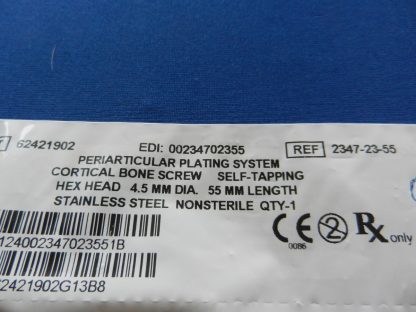 62421902 EDI: 00234702355 REF 2347-23-55
PERIARTICULAR PLATING SYSTEM
CORTICAL BONE SCREW SELF-TAPPING
HEX HEAD 4.5 MM DIA. 55 MM LENGTH
STAINLESS STEEL NONSTERILE QTY-1
124002347023551B
CE 0086 2 Rx only
62421902G13B8